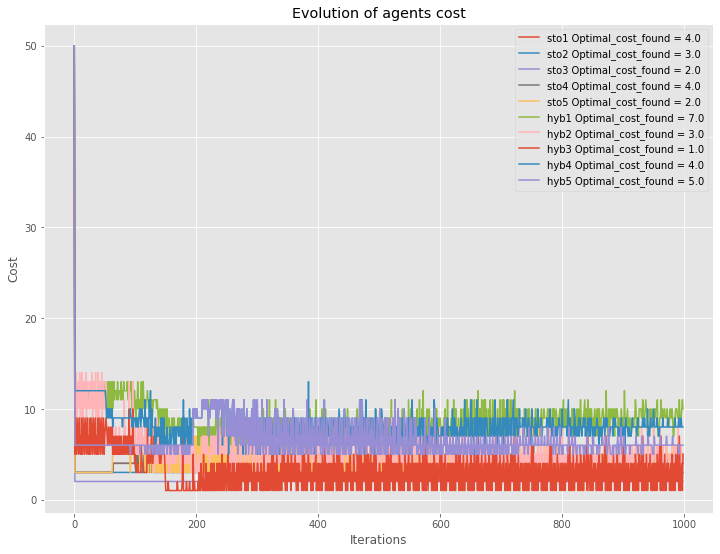 Evolution of agents cost
sto1 Optimal_cost_found = 4.0
sto2 Optimal_cost_found = 3.0
sto3 Optimal_cost_found = 2.0
sto4 Optimal_cost_found = 4.0
sto5 Optimal_cost_found = 2.0
hyb1 Optimal_cost_found = 7.0
hyb2 Optimal_cost_found = 3.0
hyb3 Optimal_cost_found = 1.0
hyb4 Optimal_cost_found = 4.0
hyb5 Optimal_cost_found = 5.0
50
40
30
20
10
0
Cost
0 200 400 600 800 1000
Iterations